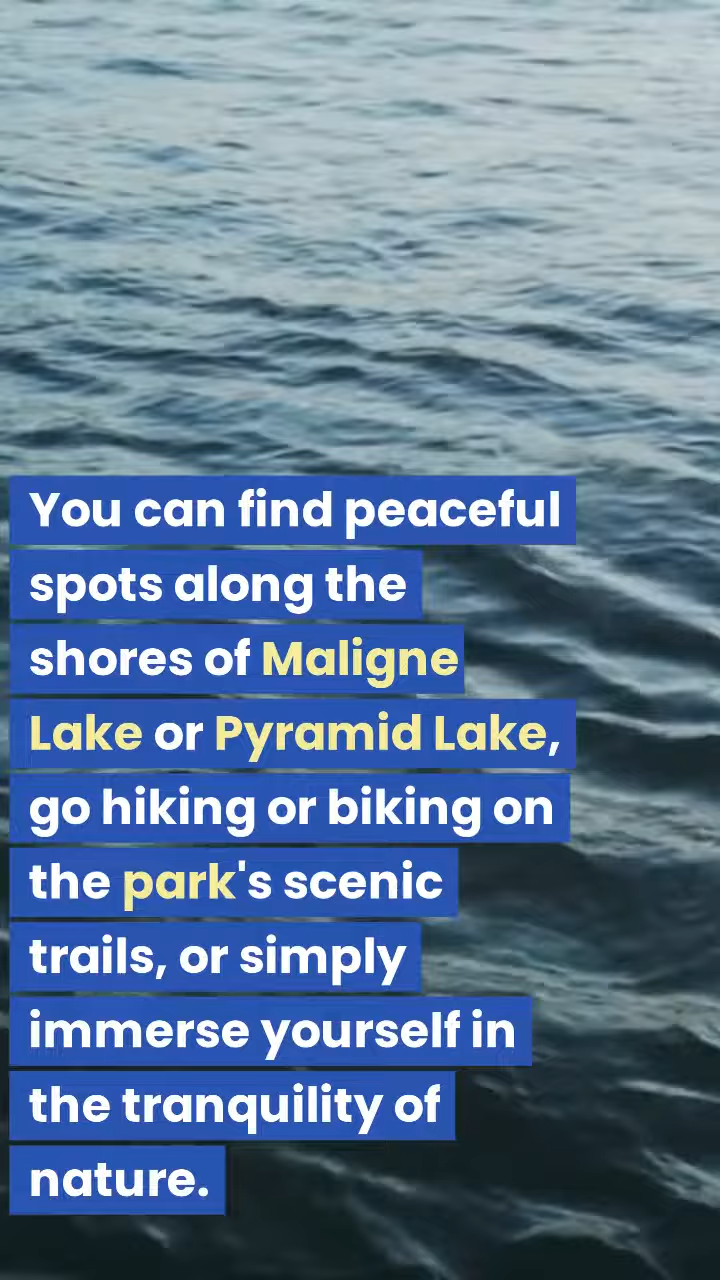 You can find peaceful
spots along the
shores of Maligne
Lake or Pyramid Lake,
go hiking or biking on
the park's scenic
trails, or simply
immerse yourself in
the tranquility of
nature.